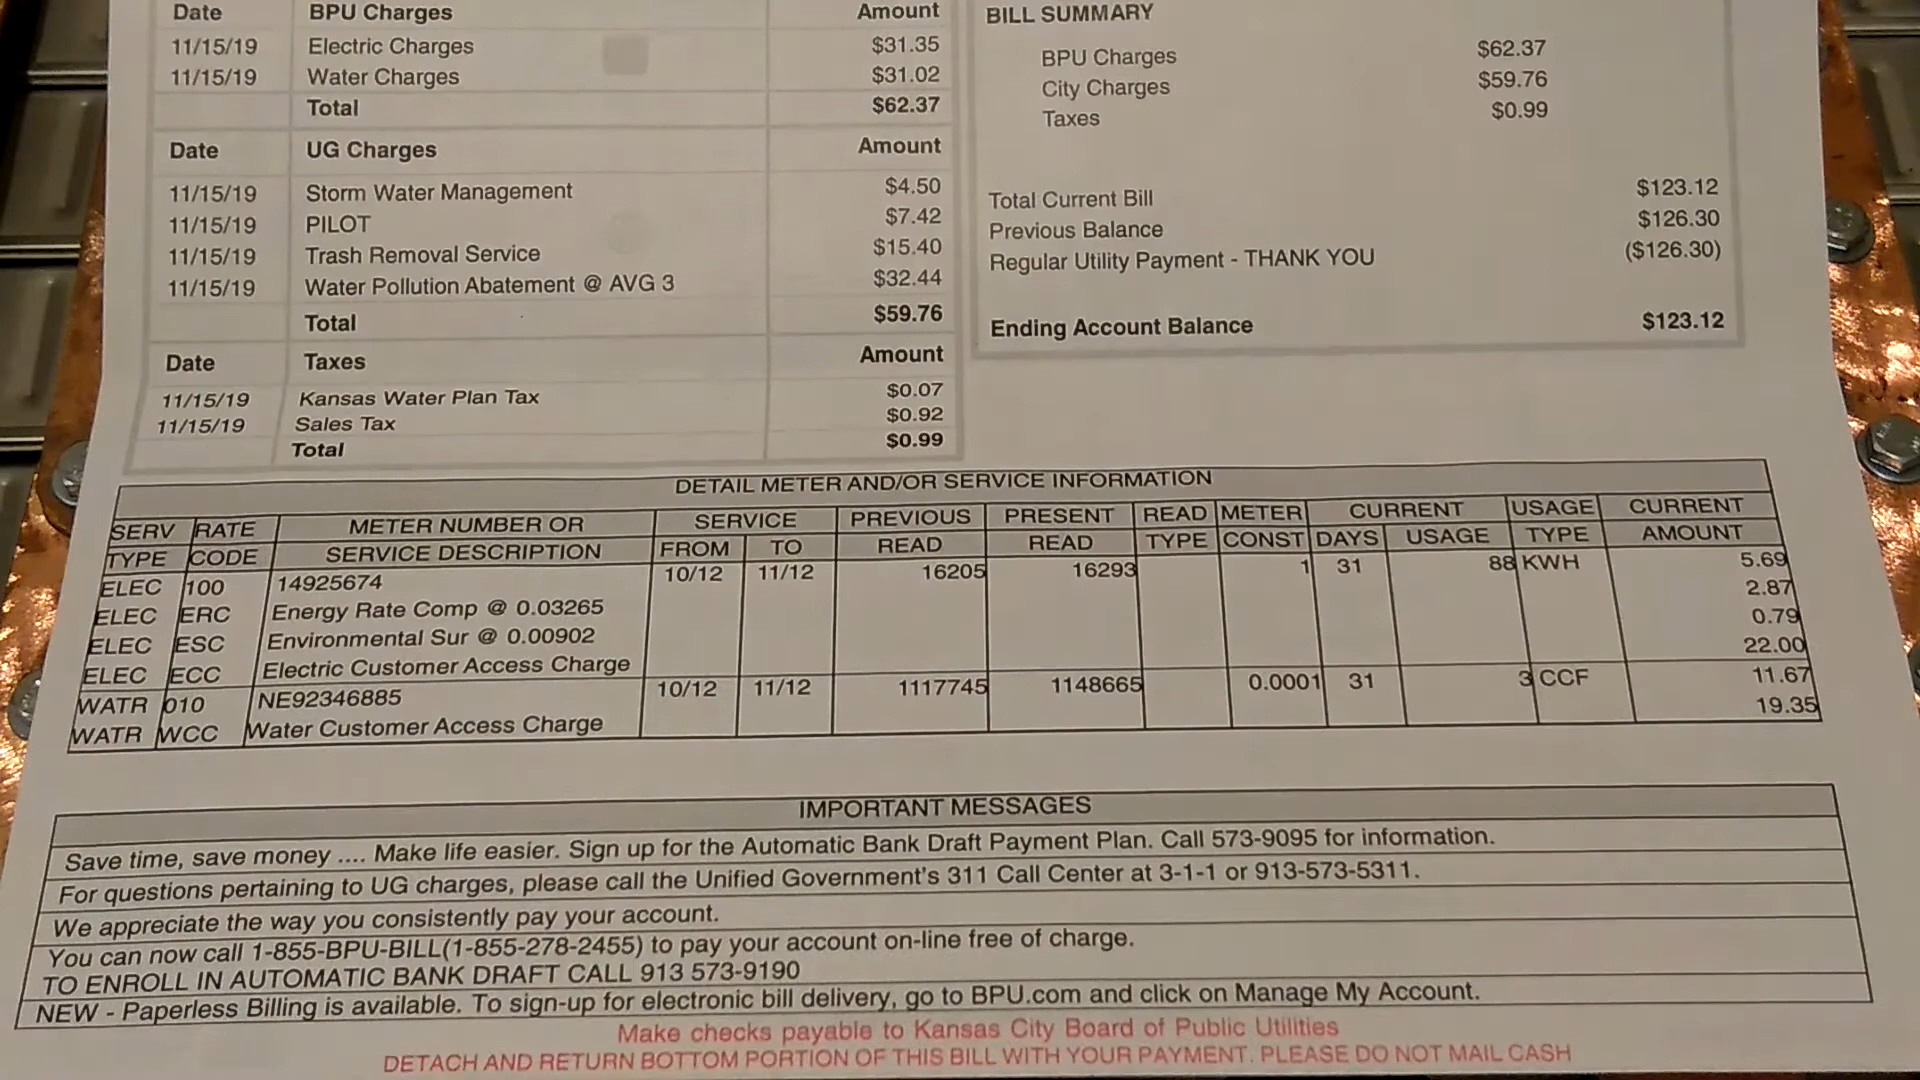 Date BPU Charges Amount
11/15/19 Electric Charges $31.35
11/15/19 Water Charges $31.02
Total $62.37
Date UG Charges Amount
11/15/19 Storm Water Management $4.50
11/15/19 PILOT $7.42
11/15/19 Trash Removal Service $15.40
11/15/19 Water Pollution Abatement @ AVG 3 $32.44
Total $59.76
Date Taxes Amount
11/15/19 Kansas Water Plan Tax $0.07
11/15/19 Sales Tax $0.92
Total $0.99
BILL SUMMARY
BPU Charges $62.37
City Charges $59.76
Taxes $0.99
Total Current Bill $123.12
Previous Balance $126.30
Regular Utility Payment - THANK YOU ($126.30)
Ending Account Balance $123.12
DETAIL METER AND/OR SERVICE INFORMATION
SERV RATE METER NUMBER OR SERVICE PREVIOUS PRESENT READ METER CURRENT USAGE CURRENT
TYPE CODE SERVICE DESCRIPTION FROM TO READ READ TYPE CONST DAYS USAGE TYPE AMOUNT
ELEC 100 14925674 10/12 11/12 16205 16293 1 31 88 KWH 5.69
ELEC ERC Energy Rate Comp @ 0.03265 2.87
ELEC ESC Environmental Sur @ 0.00902 0.79
ELEC ECC Electric Customer Access Charge 22.00
WATR 010 NE92346885 10/12 11/12 1117745 1148665 0.0001 31 3 CCF 11.67
WATR WCC Water Customer Access Charge 19.35
IMPORTANT MESSAGES
Save time, save money .... Make life easier. Sign up for the Automatic Bank Draft Payment Plan. Call 573-9095 for information.
For questions pertaining to UG charges, please call the Unified Government's 311 Call Center at 3-1-1 or 913-573-5311.
We appreciate the way you consistently pay your account.
You can now call 1-855-BPU-BILL(1-855-278-2455) to pay your account on-line free of charge.
TO ENROLL IN AUTOMATIC BANK DRAFT CALL 913 573-9190
NEW - Paperless Billing is available. To sign-up for electronic bill delivery, go to BPU.com and click on Manage My Account.
Make checks payable to Kansas City Board of Public Utilities
DETACH AND RETURN BOTTOM PORTION OF THIS BILL WITH YOUR PAYMENT. PLEASE DO NOT MAIL CASH